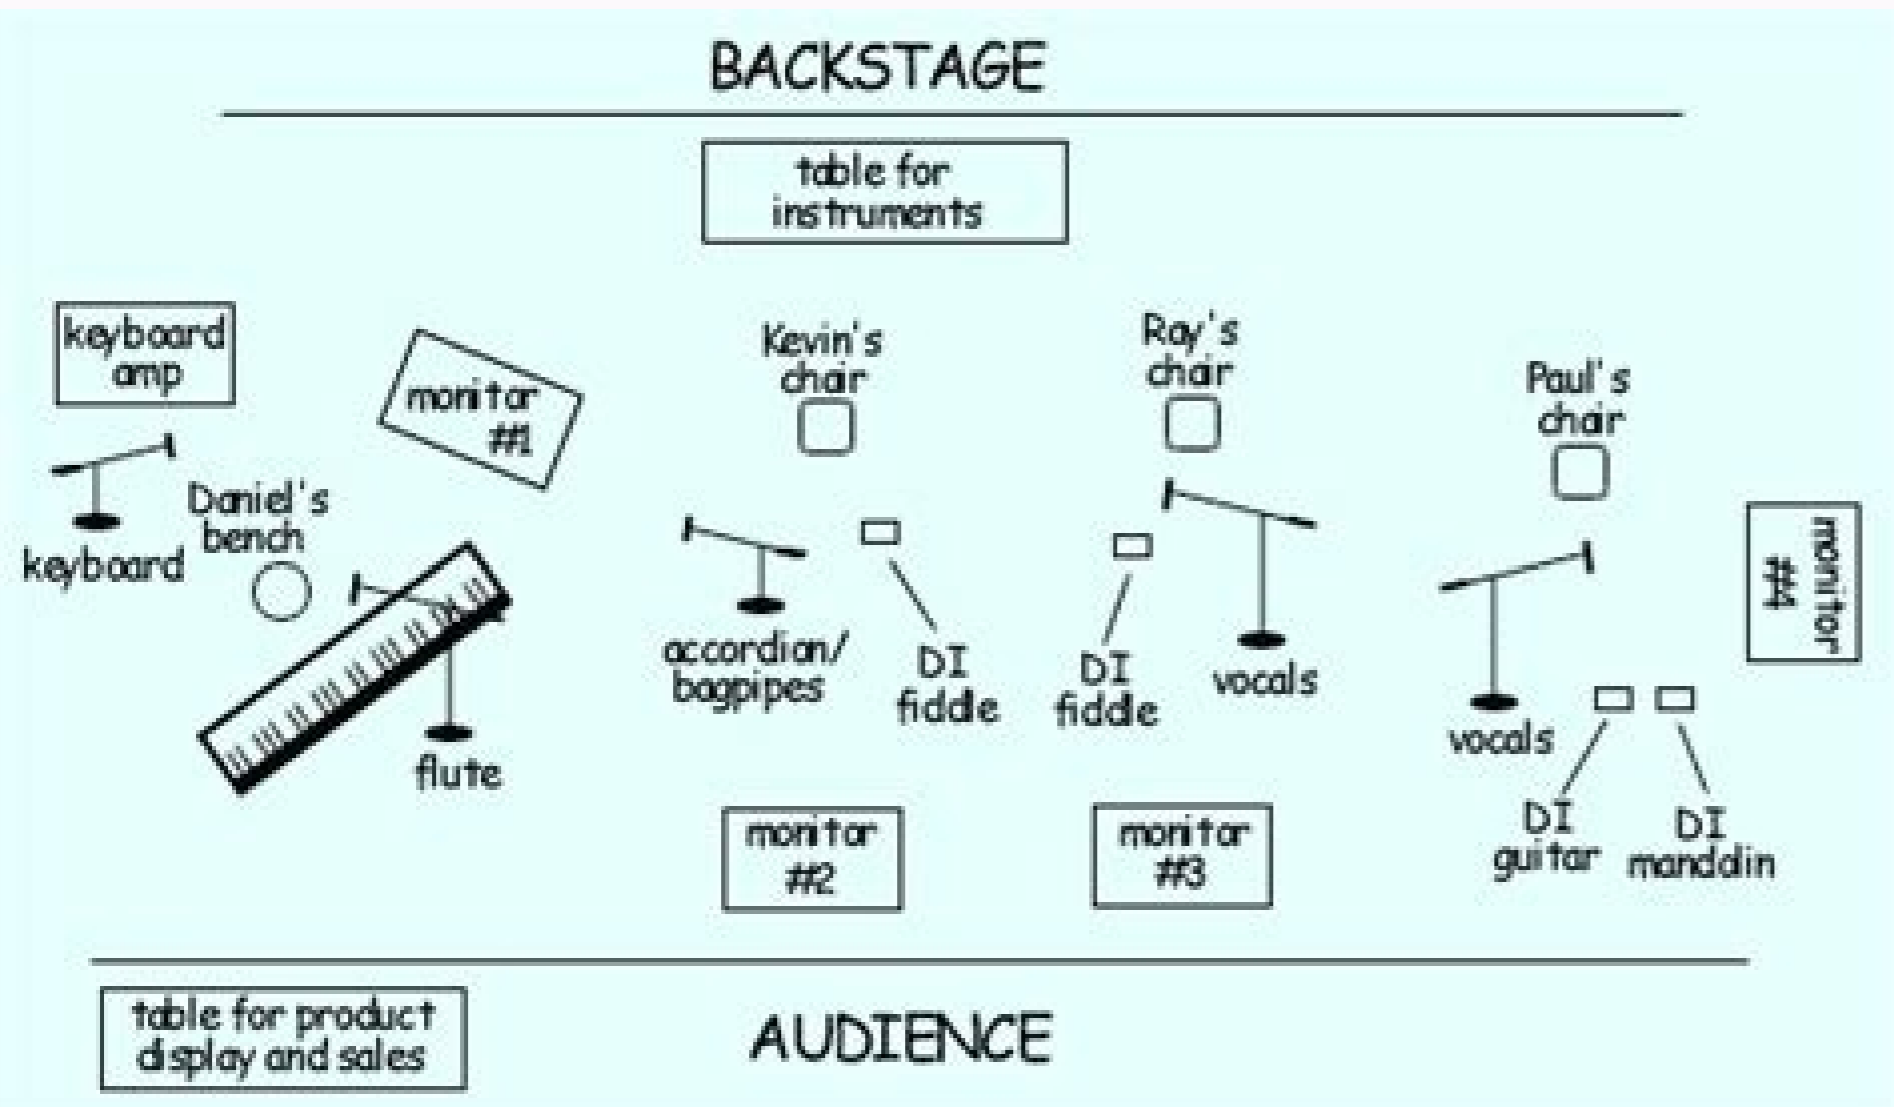 BACKSTAGE
table for
instruments
keyboard
amp
monitor
#1
Kevin's
chair
Ray's
chair
Paul's
chair
keyboard
Daniel's
bench
flute
accordian/
bagpipes
DI
fiddle
DI
fiddle
vocals
vocals
monitor
#4
DI
guitar
DI
mandolin
monitor
#2
monitor
#3
table for product
display and sales
AUDIENCE